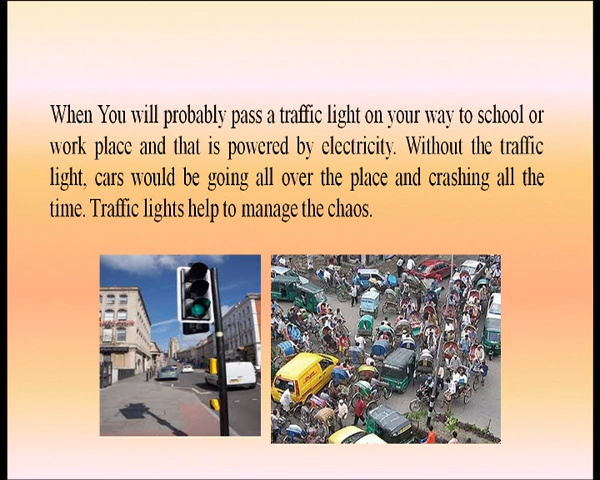 When You will probably pass a traffic light on your way to school or
work place and that is powered by electricity. Without the traffic
light, cars would be going all over the place and crashing all the
time. Traffic lights help to manage the chaos.